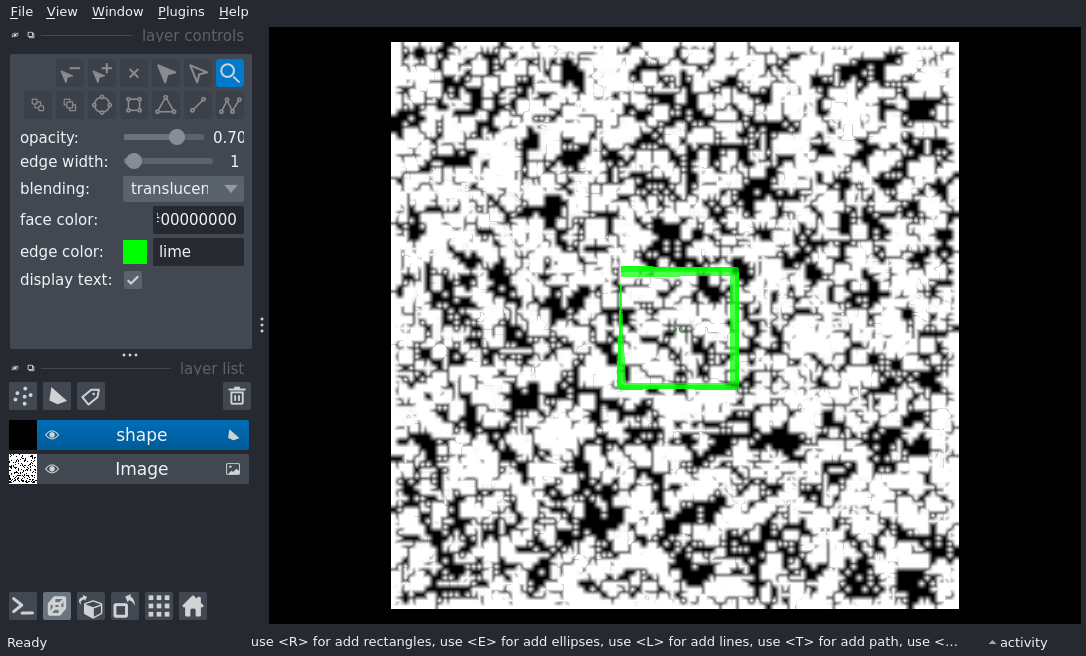 File View Window Plugins Help
layer controls
opacity: 0.70
edge width: 1
blending: translucen
face color: 00000000
edge color: lime
display text:
layer list
shape
Image
Ready use <R> for add rectangles, use <E> for add ellipses, use <L> for add lines, use <T> for add path, use <... activity